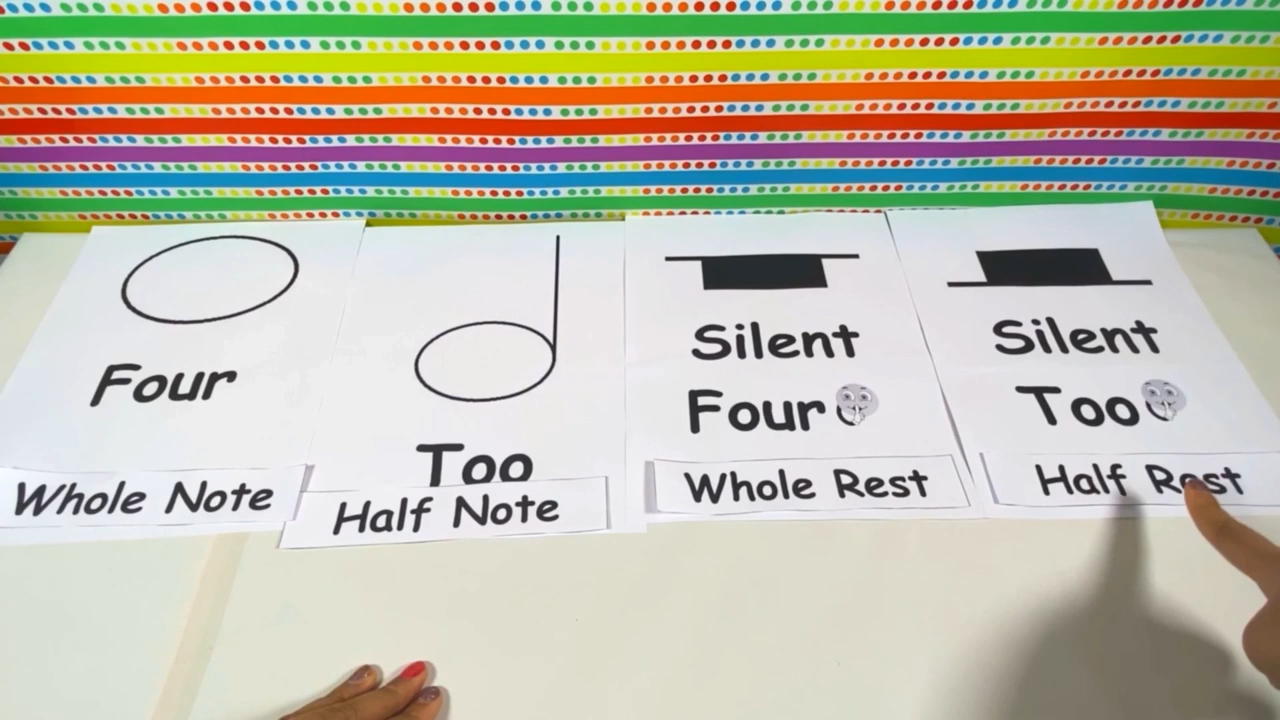 Four
Whole Note
Too
Half Note
Silent
Four
Whole Rest
Silent
Too
Half Rest